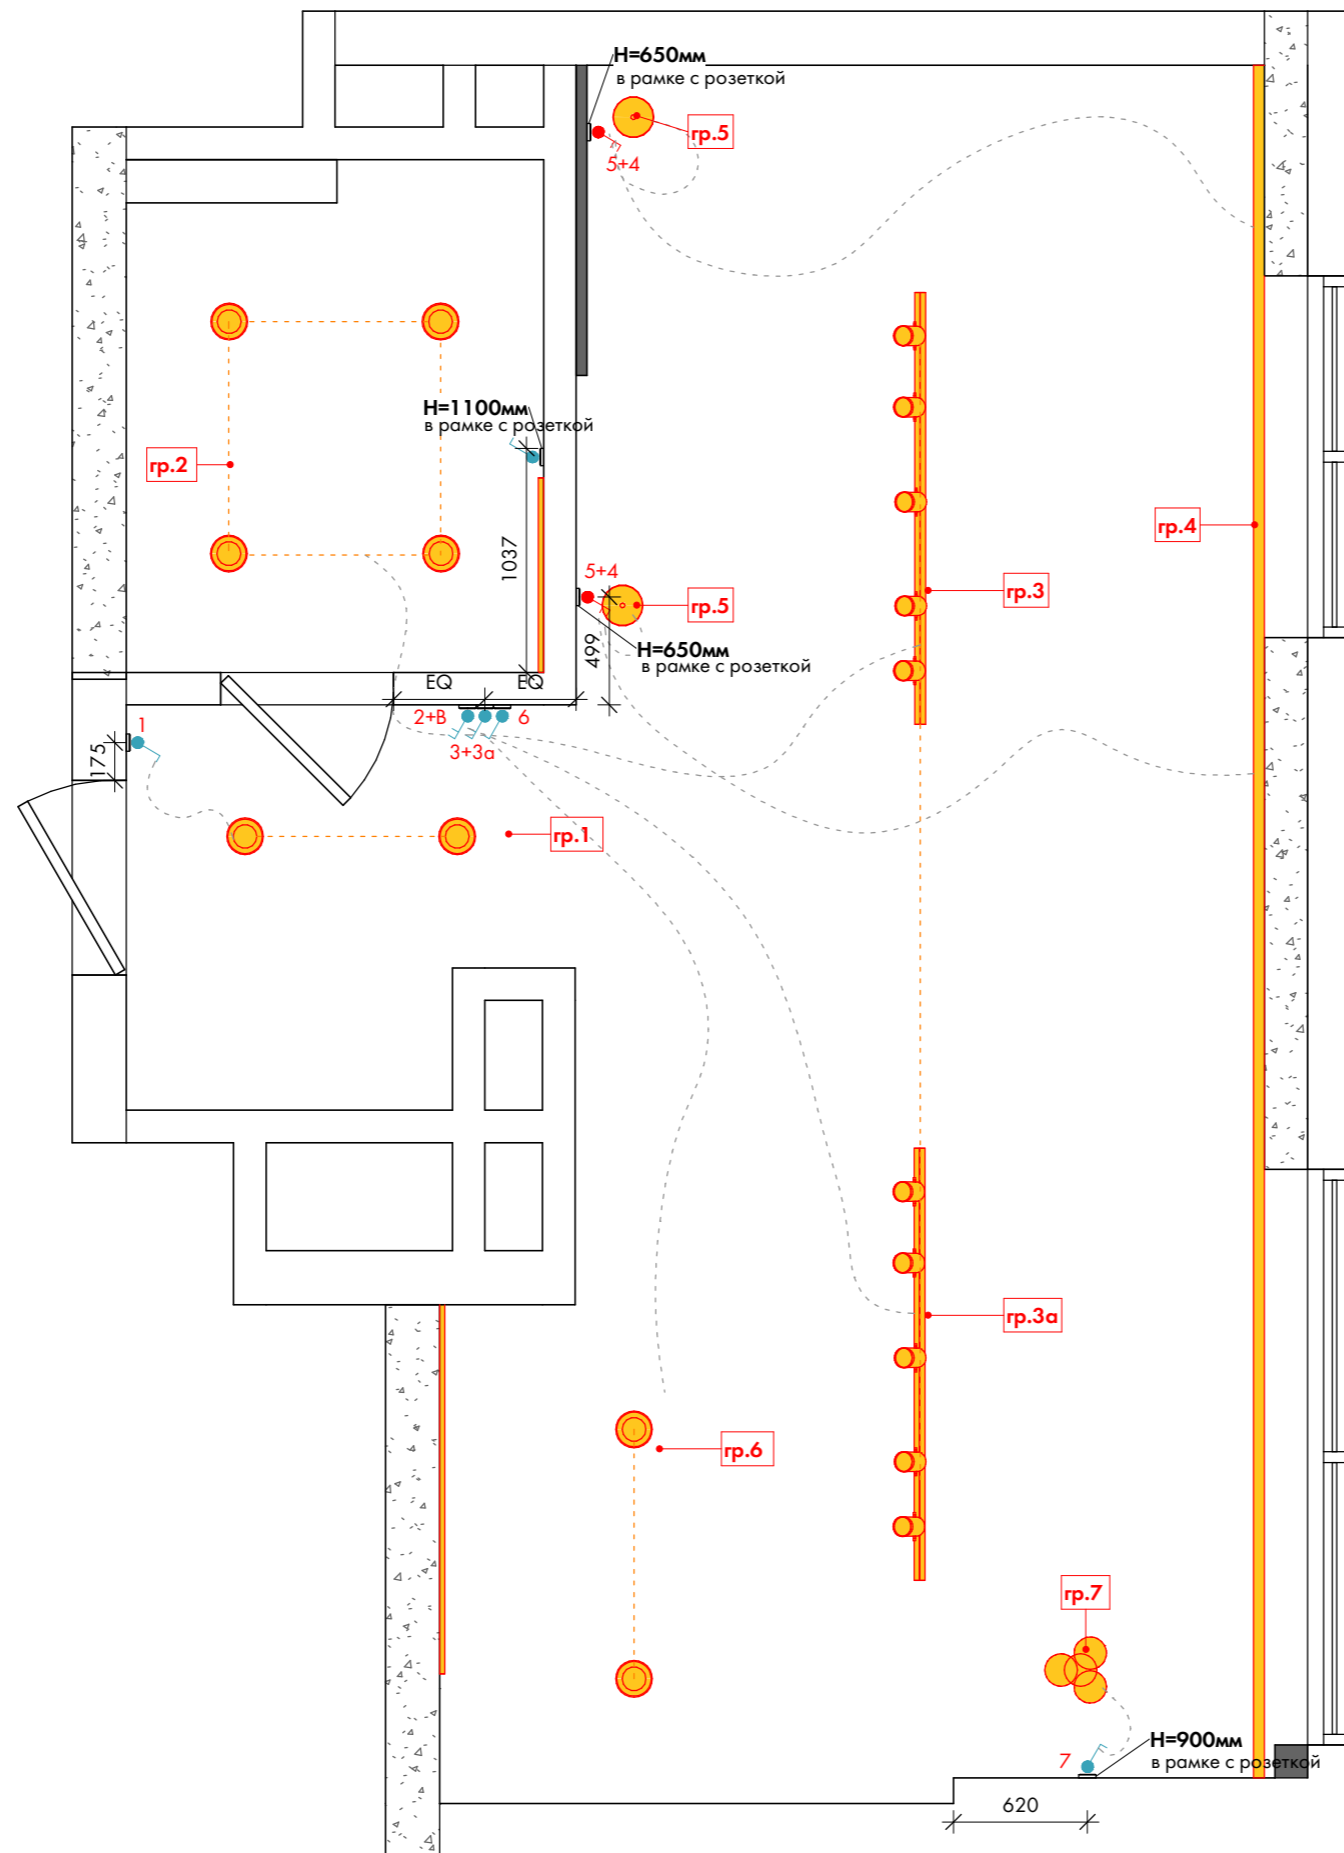 H=650мм
в рамке с розеткой
гр.5
5+4
H=1100мм
в рамке с розеткой
гр.2
гр.4
1037
5+4
гр.3
гр.5
499
H=650мм
в рамке с розеткой
EQ
EQ
2+В
6
1
3+3а
175
гр.1
гр.3а
гр.6
гр.7
H=900мм
7
в рамке с розеткой
620